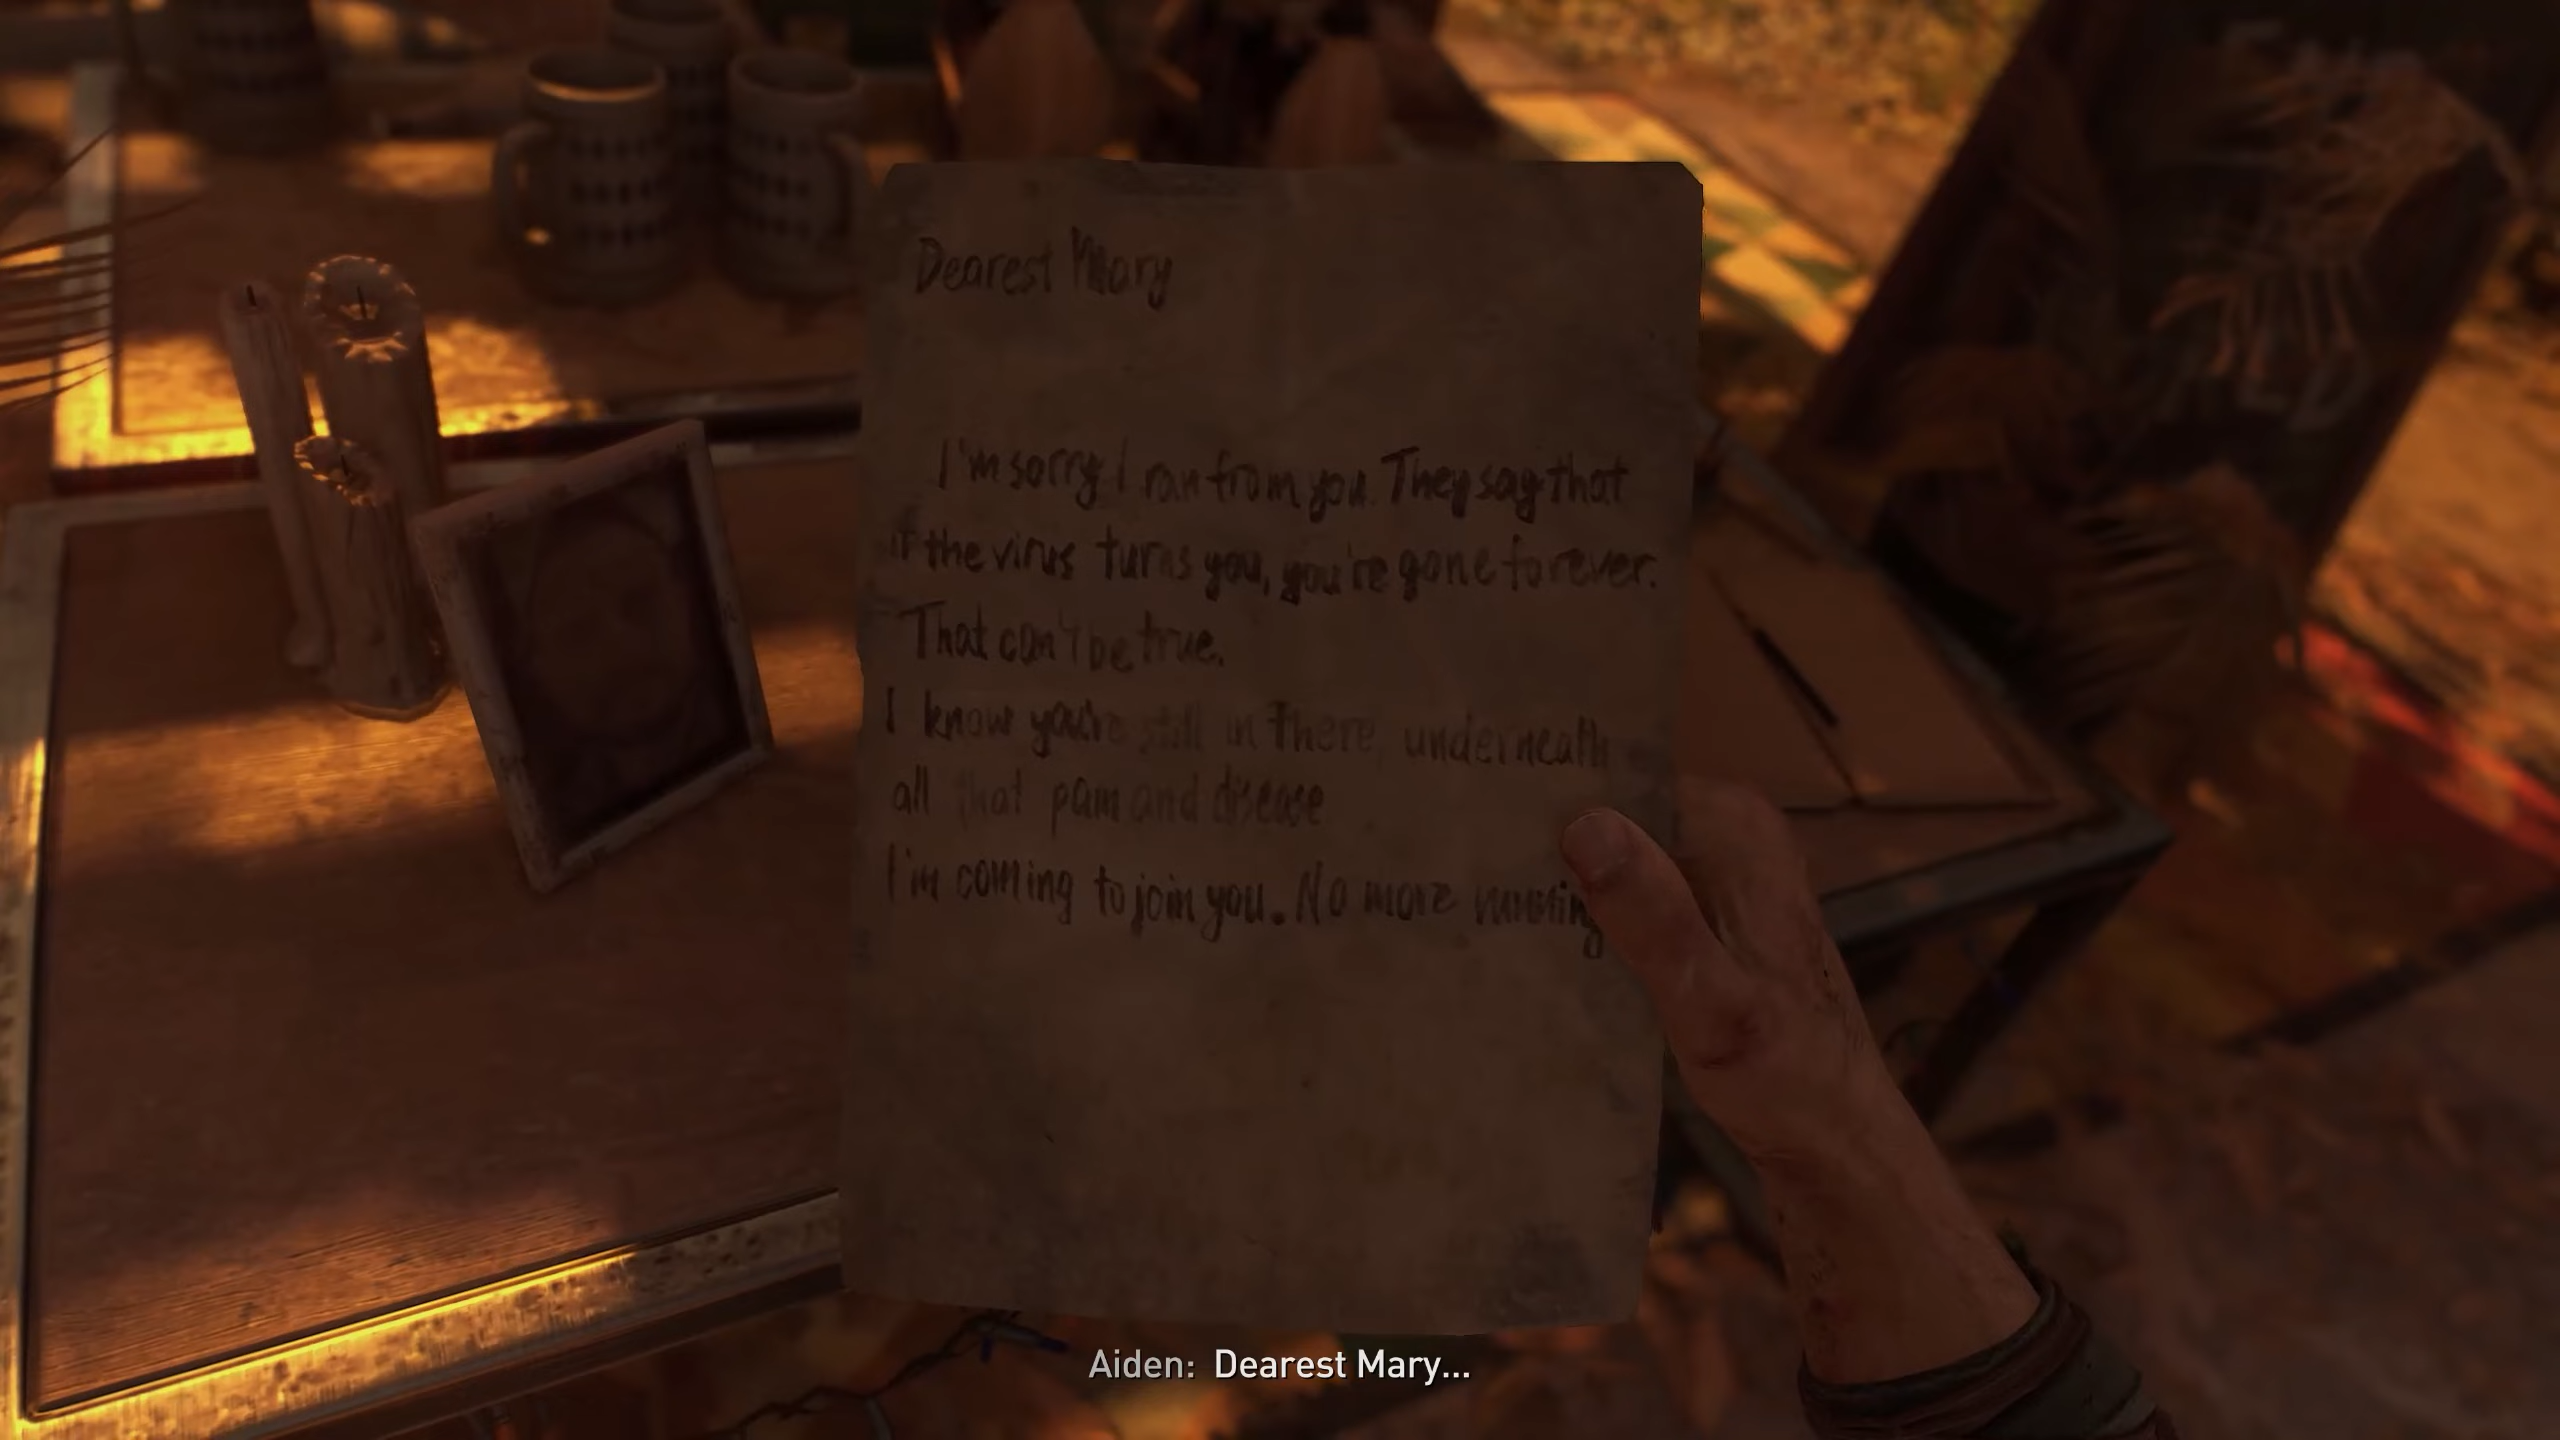 Dearest Mary
I'm sorry I ran from you. They say that
if the virus turns you, you're gone forever.
That can't be true.
I know you're still in there, underneath
all that pain and disease
I'm coming to join you. No more running
Aiden: Dearest Mary...